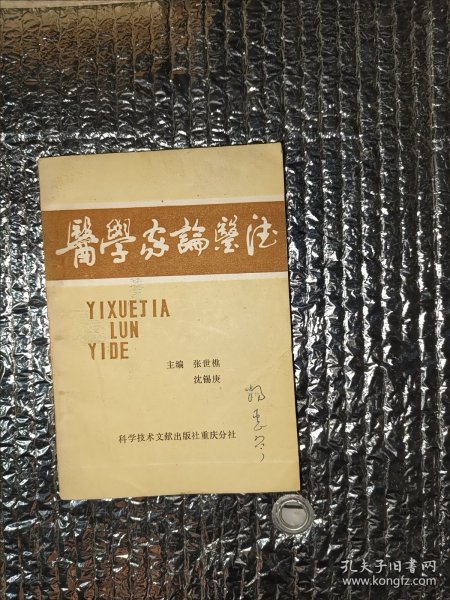 醫學家論醫德
YIXUEJIA
LUN
YIDE
主编 张世樵
沈锡庚
科学技术文献出版社重庆分社
孔夫子旧书网
www.kongfz.com